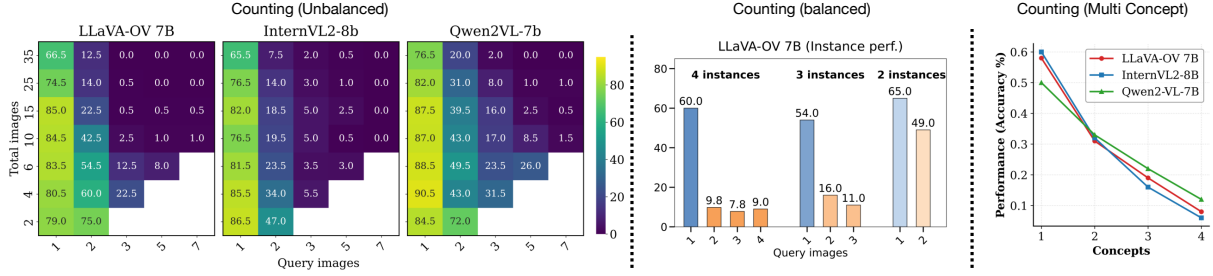 Counting (Unbalanced)
LLaVA-OV 7B
InternVL2-8b
Qwen2VL-7b
Total images
35 66.5 12.5 0.0 0.0 0.0
25 74.5 14.0 0.5 0.0 0.0
15 85.0 22.5 0.5 0.5 0.5
10 84.5 42.5 2.5 1.0 1.0
6 83.5 54.5 12.5 8.0
4 80.5 60.0 22.5
2 79.0 75.0
1 2 3 5 7
65.5 7.5 2.0 0.5 0.0
76.5 14.0 3.0 1.0 0.0
82.0 18.5 5.0 2.5 0.0
76.5 19.5 5.0 0.5 0.0
81.5 23.5 3.5 3.0
85.5 34.0 5.5
86.5 47.0
1 2 3 5 7
Query images
76.5 20.0 2.0 0.0 0.0
82.0 31.0 8.0 1.0 1.0
87.5 39.5 16.0 2.5 0.5
87.0 43.0 17.0 8.5 1.5
88.5 49.5 23.5 26.0
90.5 43.0 31.5
84.5 72.0
1 2 3 5 7
80
60
40
20
0
Counting (balanced)
LLaVA-OV 7B (Instance perf.)
4 instances
3 instances
2 instances
80
60
40
20
0
60.0 9.8 7.8 9.0
54.0 16.0 11.0
65.0 49.0
1 2 3 4
1 2 3
1 2
Query images
Counting (Multi Concept)
Performance (Accuracy %)
0.6
0.5
0.4
0.3
0.2
0.1
LLaVA-OV 7B
InternVL2-8B
Qwen2-VL-7B
1 2 3 4
Concepts